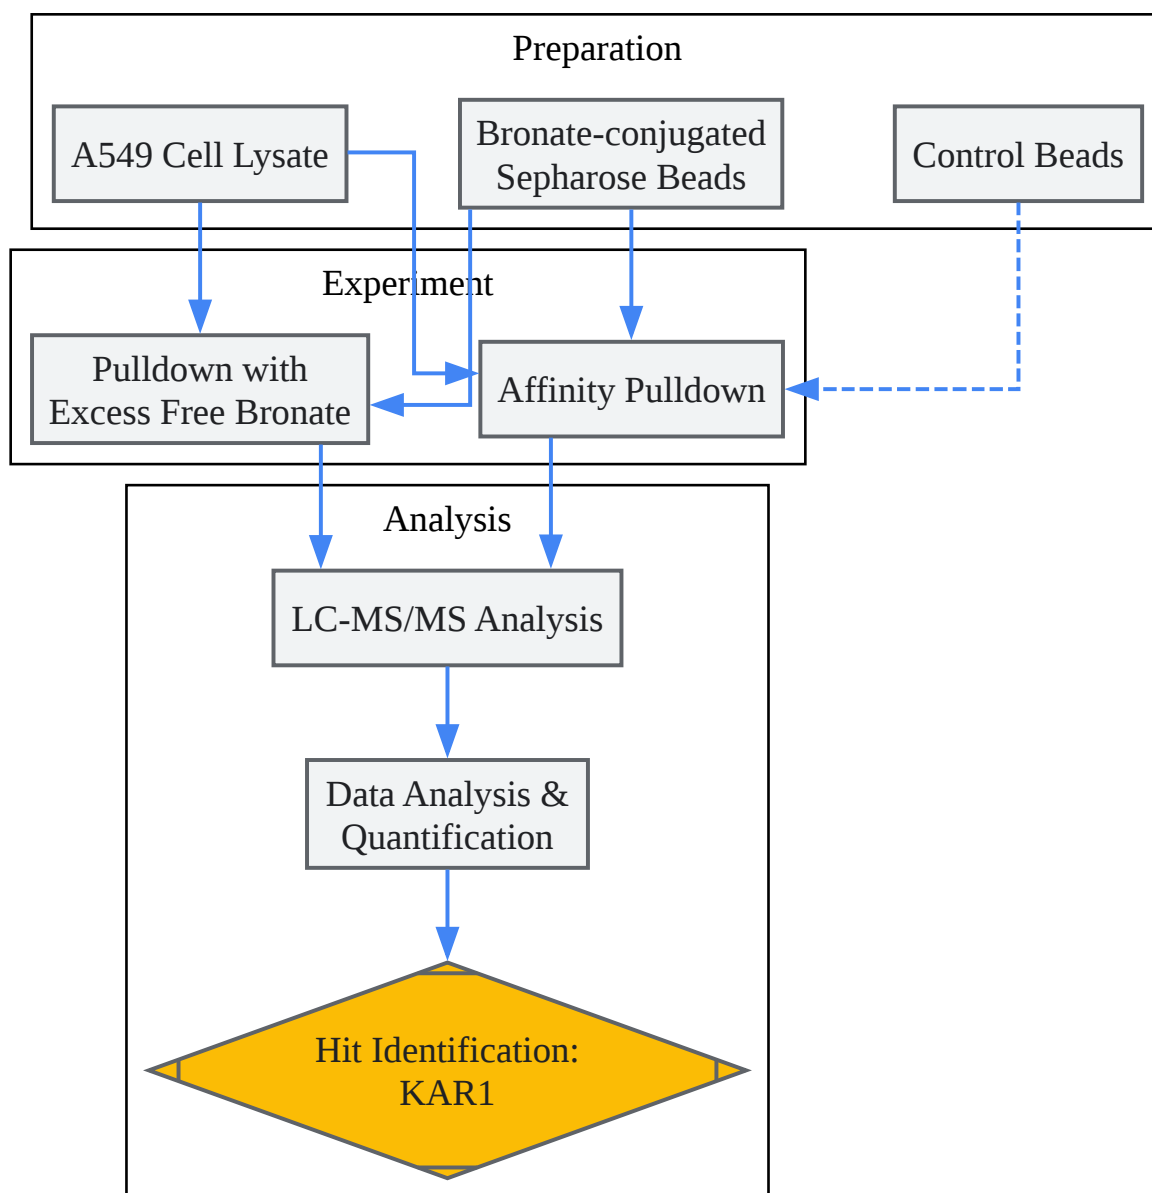 Preparation
A549 Cell Lysate
Bronate-conjugated
Sepharose Beads
Control Beads
Experiment
Pulldown with
Excess Free Bronate
Affinity Pulldown
Analysis
LC-MS/MS Analysis
Data Analysis &
Quantification
Hit Identification:
KAR1